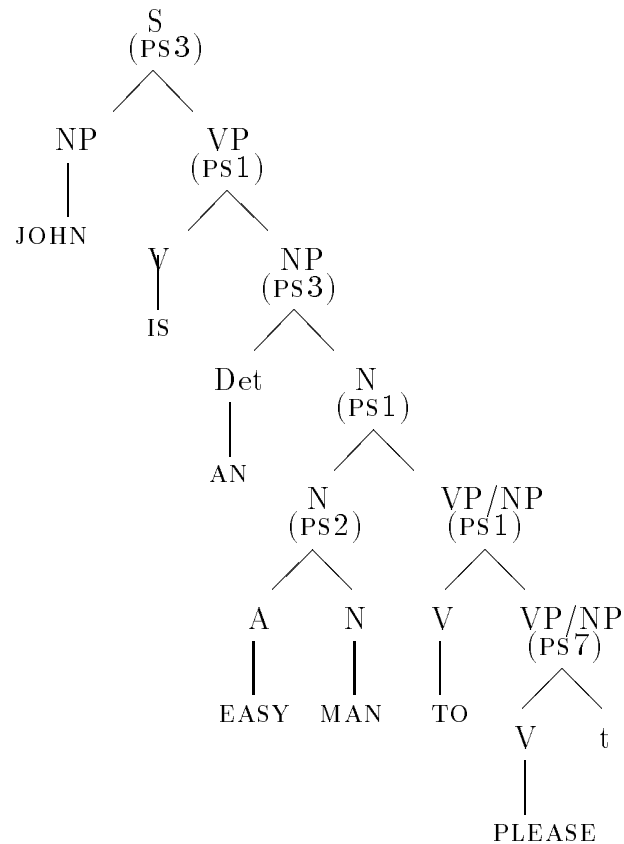 S
(PS3)
NP VP
(PS1)
JOHN V NP
(PS3)
IS
Det N
(PS1)
AN
N VP/NP
(PS2) (PS1)
A N V VP/NP
(PS7)
EASY MAN TO
V t
PLEASE